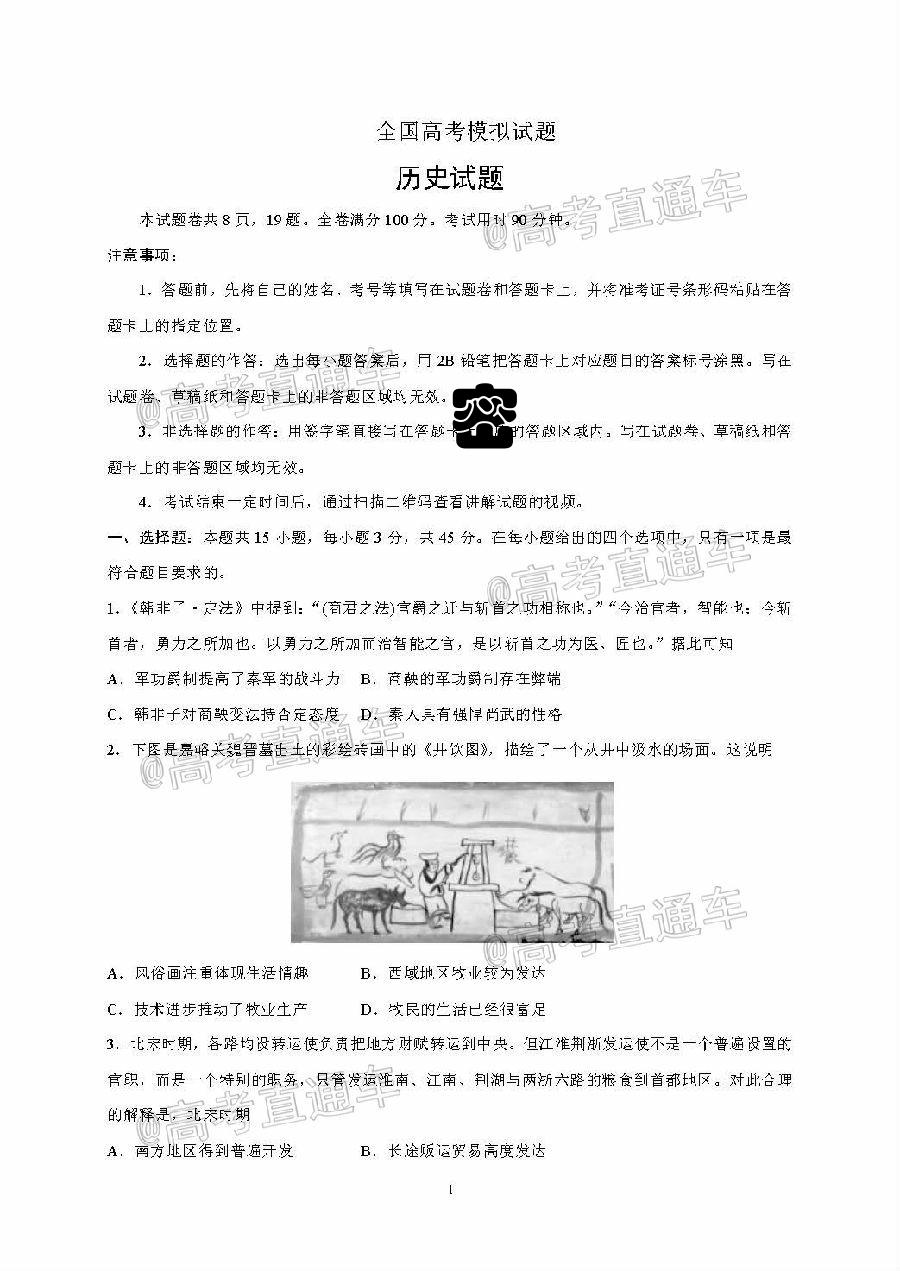 全国高考模拟试题
历史试题
本试题卷共 8 页，19 题。全卷满分 100 分。考试用时 90 分钟。
注意事项：
1．答题前，先将自己的姓名、考号等填写在试题卷和答题卡上，并将准考证号条形码粘贴在答
题卡上的指定位置。
2．选择题的作答：选出每小题答案后，用 2B 铅笔把答题卡上对应题目的答案标号涂黑。写在
试题卷、草稿纸和答题卡上的非答题区域均无效。
3．非选择题的作答：用签字笔直接写在答题卡上 的答题区域内。写在试题卷、草稿纸和答
题卡上的非答题区域均无效。
4．考试结束一定时间后，通过扫描二维码查看讲解试题的视频。
一、选择题：本题共 15 小题，每小题 3 分，共 45 分。在每小题给出的四个选项中，只有一项是最
符合题目要求的。
1．《韩非子·定法》中提到：“(商君之法)官爵之迁与斩首之功相称也。”“今治官者，智能也；今斩
首者，勇力之所加也。以勇力之所加而治智能之官，是以斩首之功为医、匠也。”据此可知
A．军功爵制提高了秦军的战斗力 B．商鞅的军功爵制存在弊端
C．韩非子对商鞅变法持否定态度 D．秦人具有强悍尚武的性格
2．下图是嘉峪关魏晋墓出土的彩绘砖画中的《井饮图》，描绘了一个从井中汲水的场面。这说明
A．风俗画注重体现生活情趣 B．西域地区牧业较为发达
C．技术进步推动了牧业生产 D．牧民的生活已经很富足
3．北宋时期，各路均设转运使负责把地方财赋转运到中央。但江淮荆浙发运使不是一个普遍设置的
官职，而是一个特别的职务，只管发运淮南、江南、荆湖与两浙六路的粮食到首都地区。对此合理
的解释是，北宋时期
A．南方地区得到普遍开发 B．长途贩运贸易高度发达
1
@高考直通车
@高考直通车
@高考直通车
@高考直通车
@高考直通车
@高考直通车